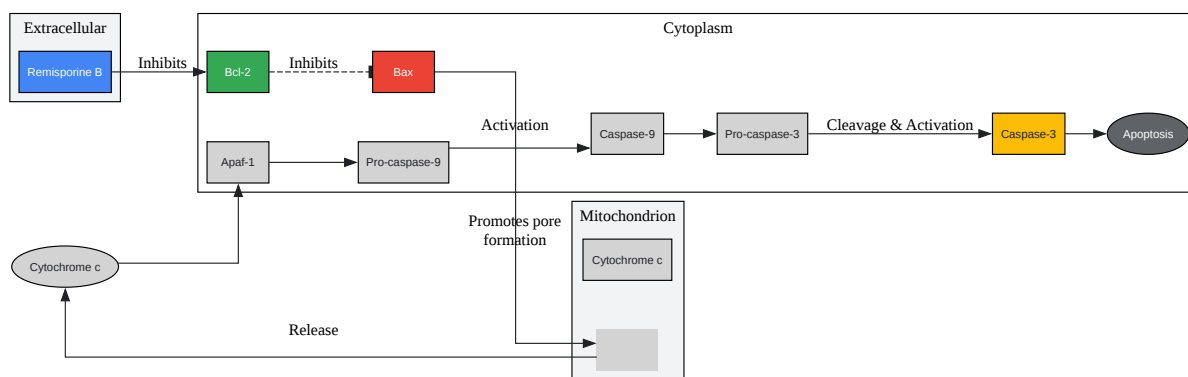 Extracellular
Cytoplasm
Remisporine B
Inhibits
Bcl-2
Inhibits
Bax
Activation
Caspase-9
Pro-caspase-3
Cleavage & Activation
Caspase-3
Apoptosis
Apaf-1
Pro-caspase-9
Promotes pore
formation
Mitochondrion
Cytochrome c
Cytochrome c
Release